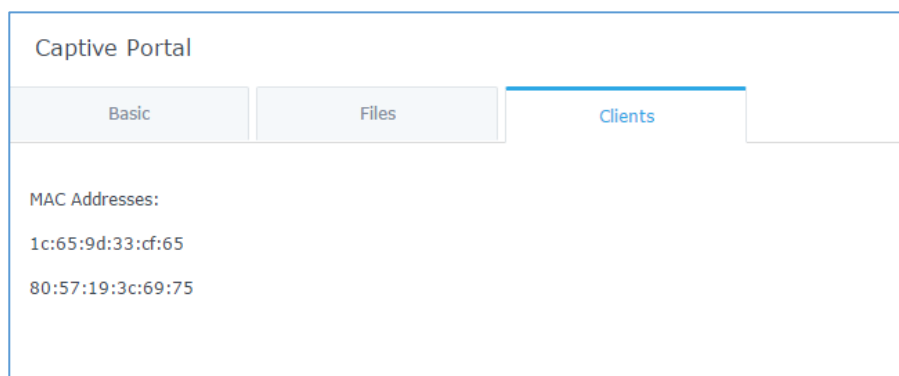 Captive Portal
Basic Files Clients
MAC Addresses:
1c:65:9d:33:cf:65
80:57:19:3c:69:75